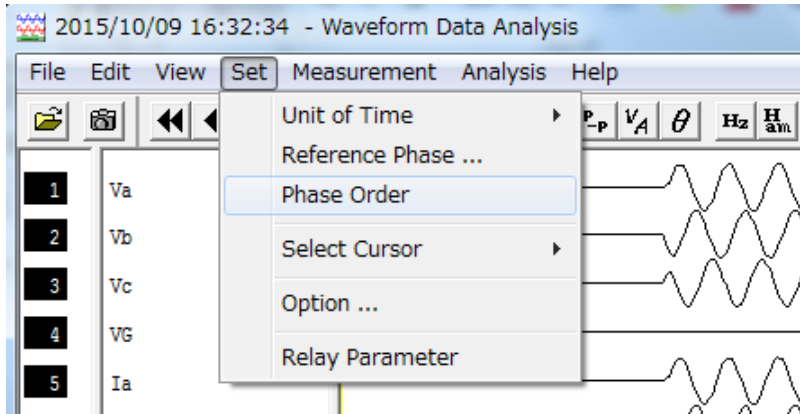 2015/10/09 16:32:34 - Waveform Data Analysis
File Edit View Set Measurement Analysis Help
P-P V/A θ Hz Ham
Unit of Time
Reference Phase ...
Phase Order
Select Cursor
Option ...
Relay Parameter
1 Va
2 Vb
3 Vc
4 VG
5 Ia